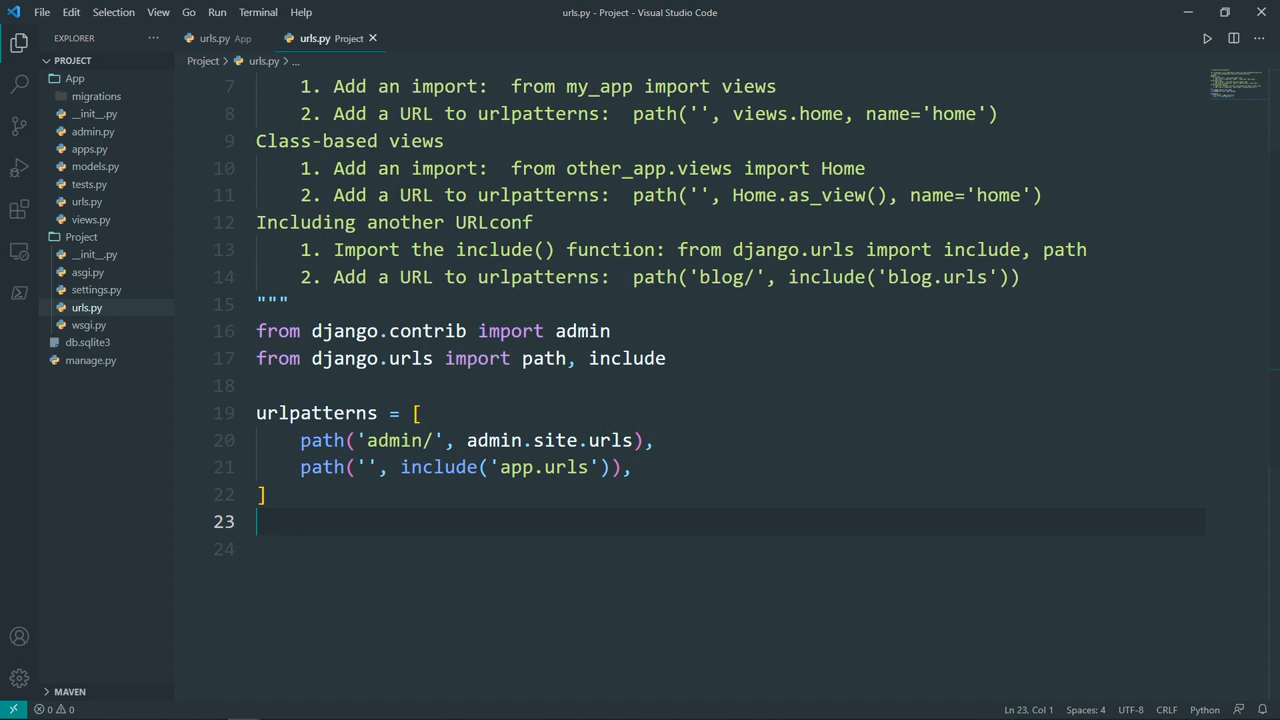 File Edit Selection View Go Run Terminal Help
urls.py - Project - Visual Studio Code
EXPLORER
urls.py App
urls.py Project
PROJECT
Project > urls.py > ...
App
migrations
__init__.py
admin.py
apps.py
models.py
tests.py
urls.py
views.py
Project
__init__.py
asgi.py
settings.py
urls.py
wsgi.py
db.sqlite3
manage.py
MAVEN
7 1. Add an import:  from my_app import views
8 2. Add a URL to urlpatterns:  path('', views.home, name='home')
9 Class-based views
10 1. Add an import:  from other_app.views import Home
11 2. Add a URL to urlpatterns:  path('', Home.as_view(), name='home')
12 Including another URLconf
13 1. Import the include() function: from django.urls import include, path
14 2. Add a URL to urlpatterns:  path('blog/', include('blog.urls'))
15 """
16 from django.contrib import admin
17 from django.urls import path, include
18
19 urlpatterns = [
20 path('admin/', admin.site.urls),
21 path('', include('app.urls')),
22 ]
23
24
0 0
Ln 23, Col 1 Spaces: 4 UTF-8 CRLF Python